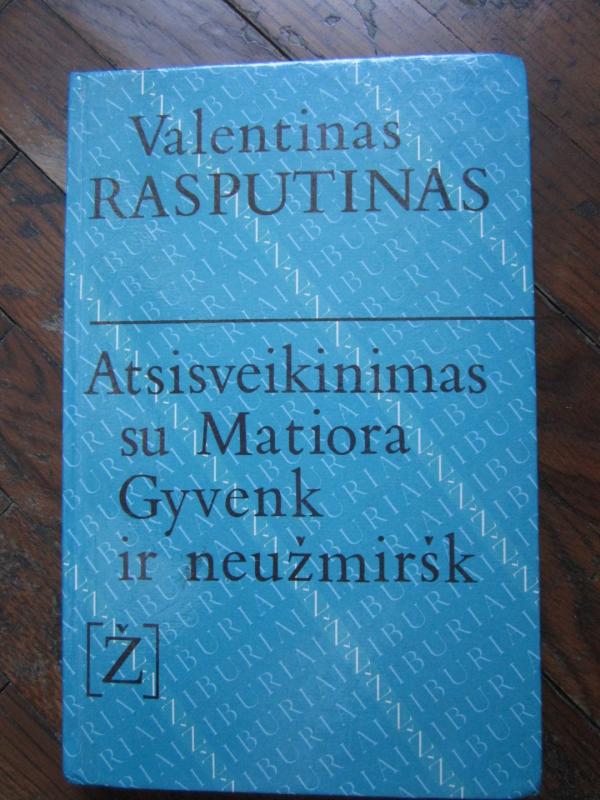 Valentinas
RASPUTINAS
Atsisveikinimas
su Matiora
Gyvenk
ir neužmiršk
[Ž]